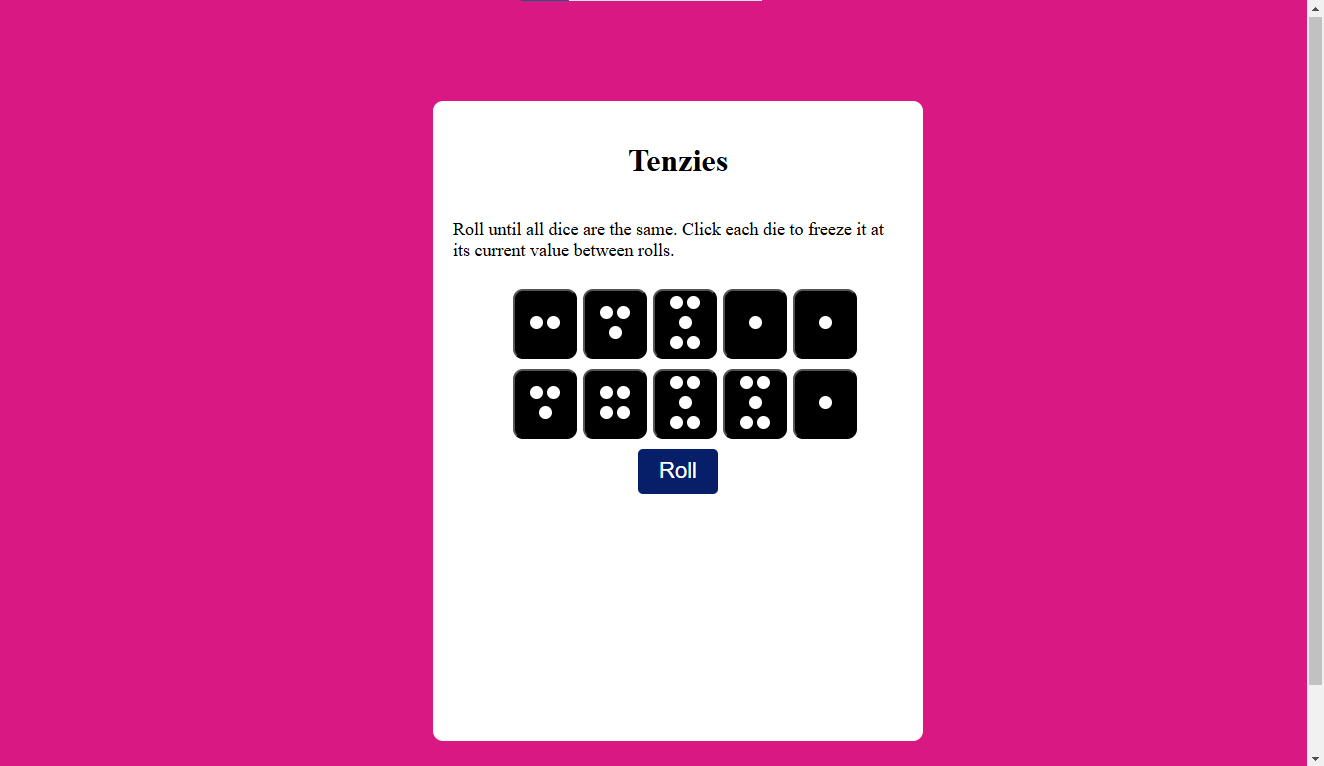 Tenzies
Roll until all dice are the same. Click each die to freeze it at
its current value between rolls.
Roll